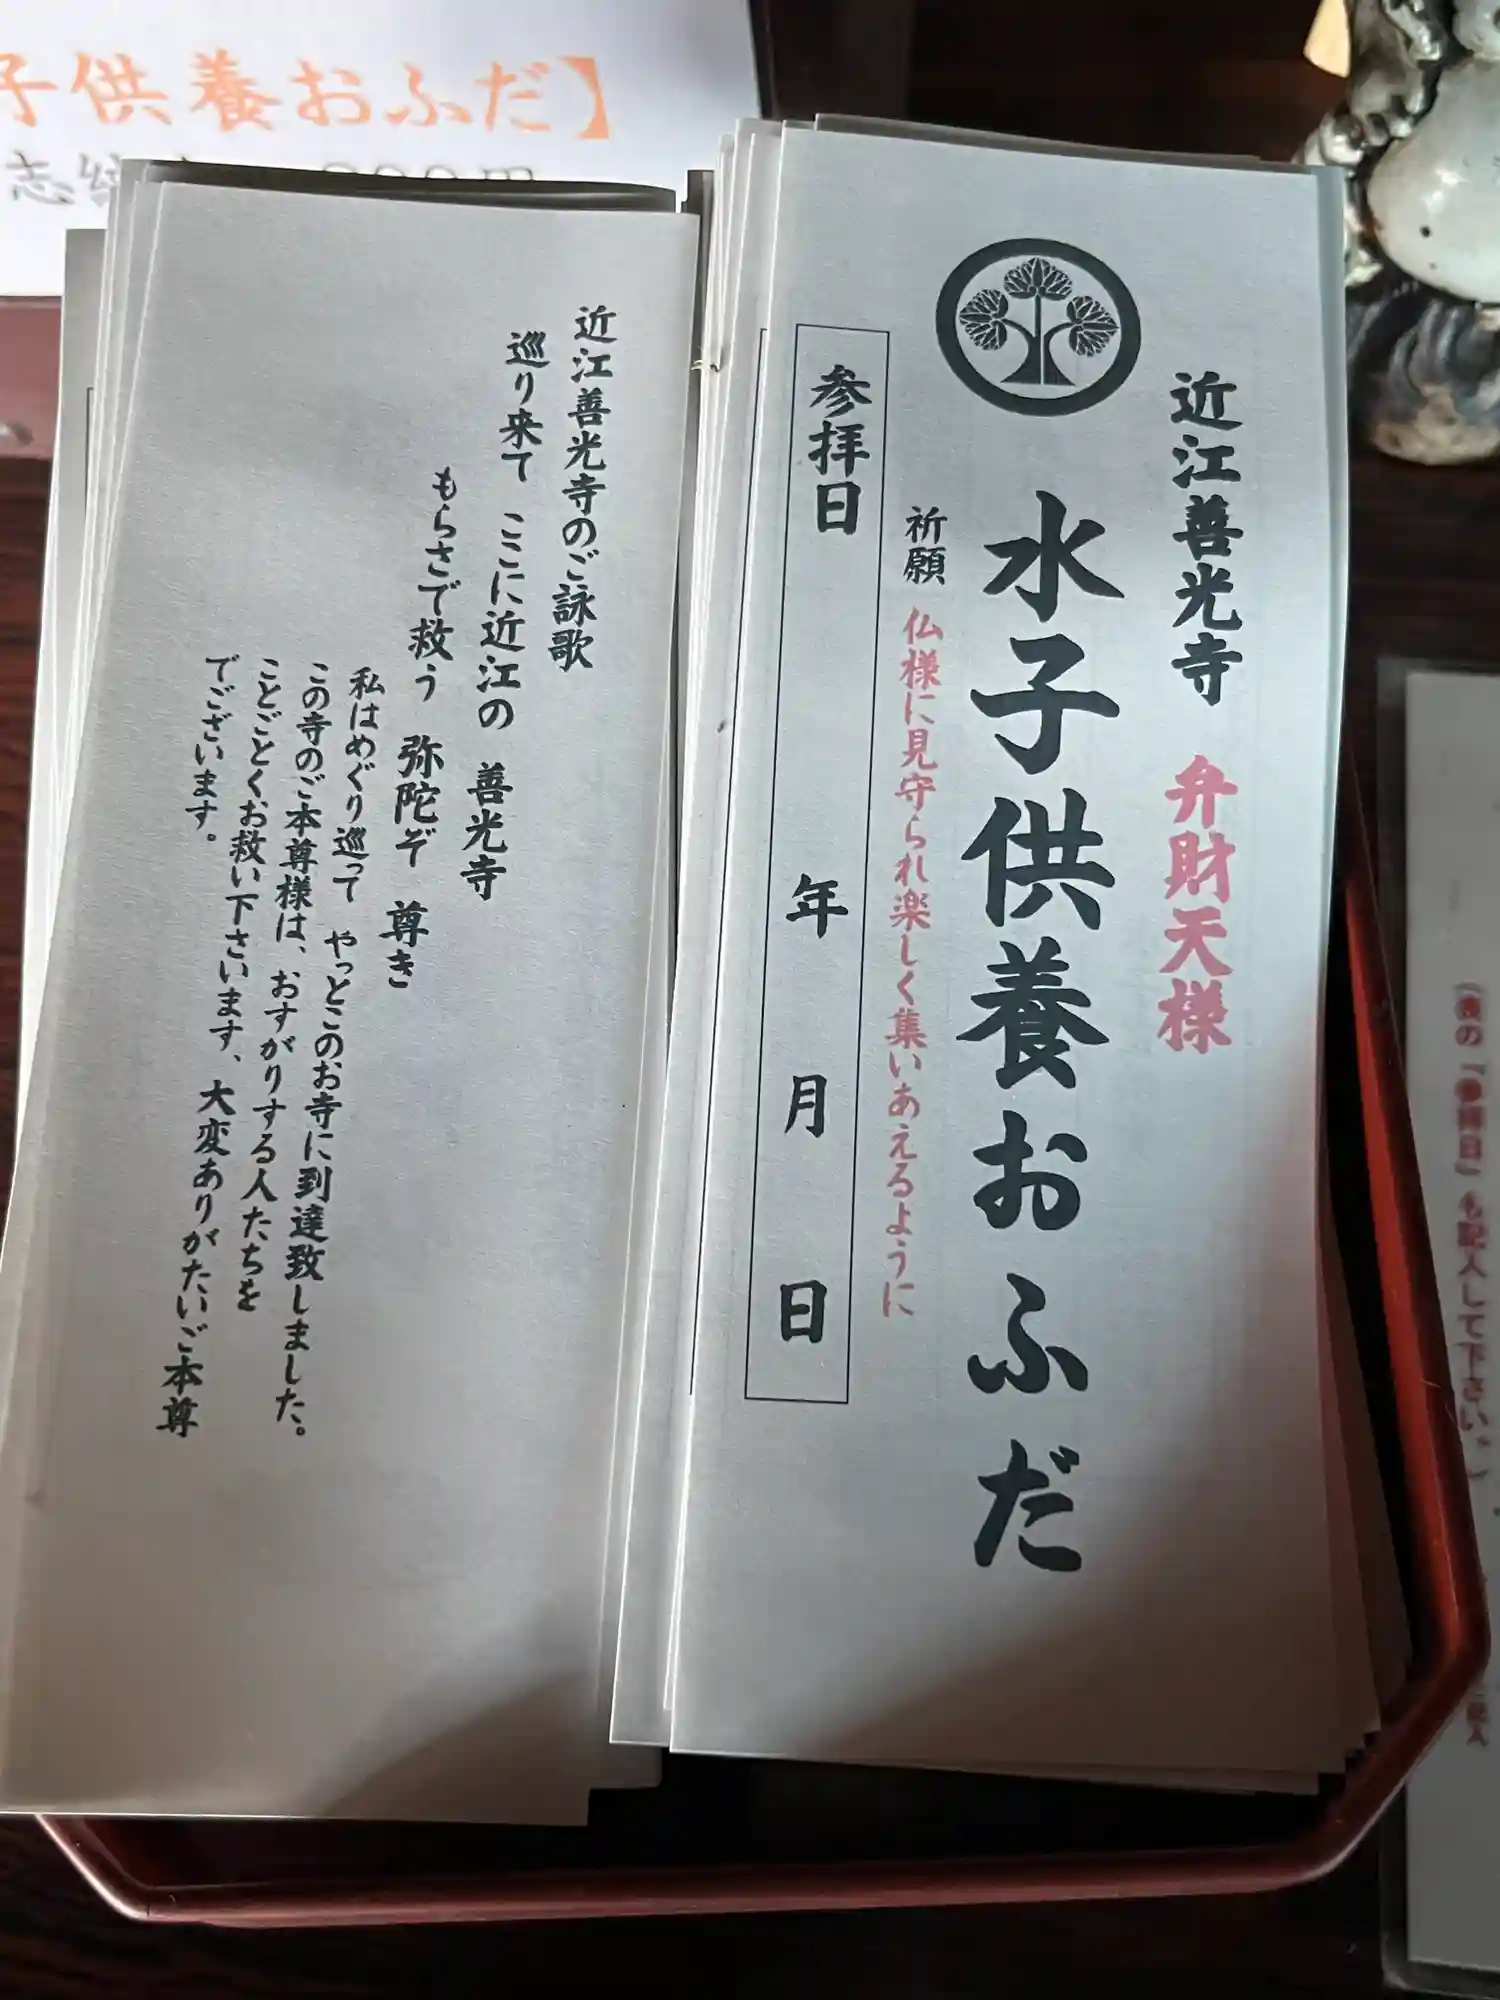 子供養おふだ】
近江善光寺 弁財天様
水子供養おふだ
祈願 仏様に見守られ楽しく集いあえるように
参拝日 年 月 日
近江善光寺のご詠歌
巡り来て ここに近江の 善光寺
もらさで救う 弥陀ぞ 尊き
私はめぐり巡って やっとこのお寺に到達致しました。
この寺のご本尊様は、おすがりする人たちを
ことごとくお救い下さいます、大変ありがたいご本尊
でございます。
も記入して下さい。)